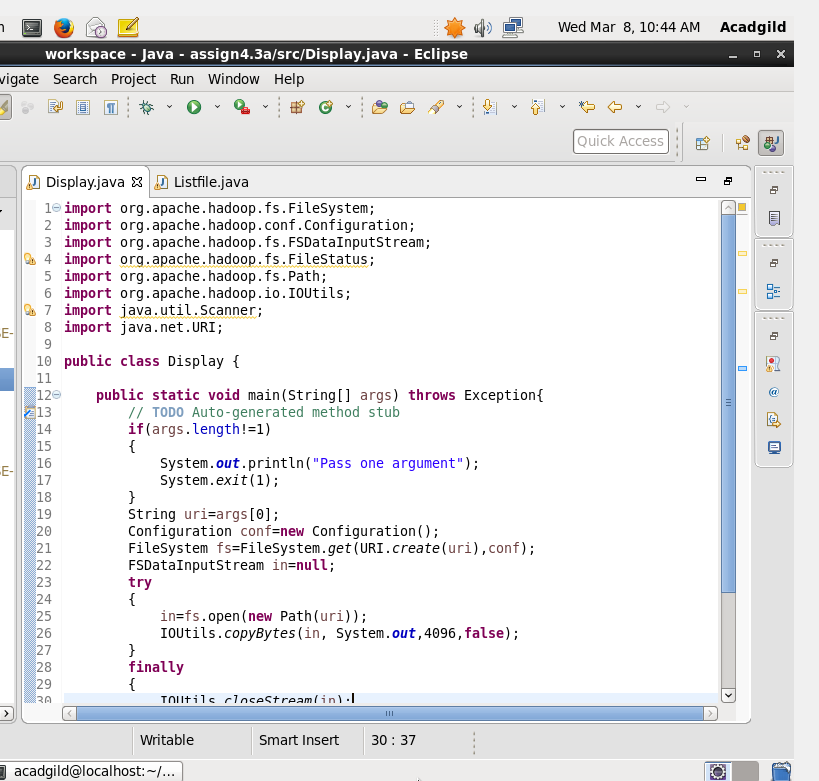 Wed Mar 8, 10:44 AM Acadgild
workspace - Java - assign4.3a/src/Display.java - Eclipse
vigate Search Project Run Window Help
Quick Access
Display.java Listfile.java
1 import org.apache.hadoop.fs.FileSystem;
2 import org.apache.hadoop.conf.Configuration;
3 import org.apache.hadoop.fs.FSDataInputStream;
4 import org.apache.hadoop.fs.FileStatus;
5 import org.apache.hadoop.fs.Path;
6 import org.apache.hadoop.io.IOUtils;
7 import java.util.Scanner;
8 import java.net.URI;
9
10 public class Display {
11
12 public static void main(String[] args) throws Exception{
13 // TODO Auto-generated method stub
14 if(args.length!=1)
15 {
16 System.out.println("Pass one argument");
17 System.exit(1);
18 }
19 String uri=args[0];
20 Configuration conf=new Configuration();
21 FileSystem fs=FileSystem.get(URI.create(uri),conf);
22 FSDataInputStream in=null;
23 try
24 {
25 in=fs.open(new Path(uri));
26 IOUtils.copyBytes(in, System.out,4096,false);
27 }
28 finally
29 {
30 IOUtils.closeStream(in);
SE-
SE-
Writable Smart Insert 30 : 37
acadgild@localhost:~/...